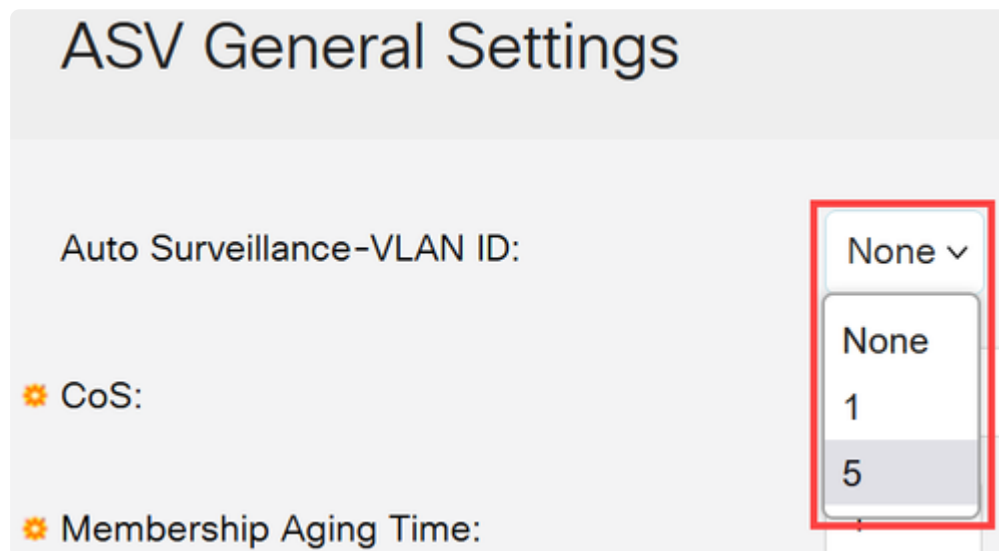 ASV General Settings
Auto Surveillance-VLAN ID:
None
None
CoS:
1
5
Membership Aging Time: